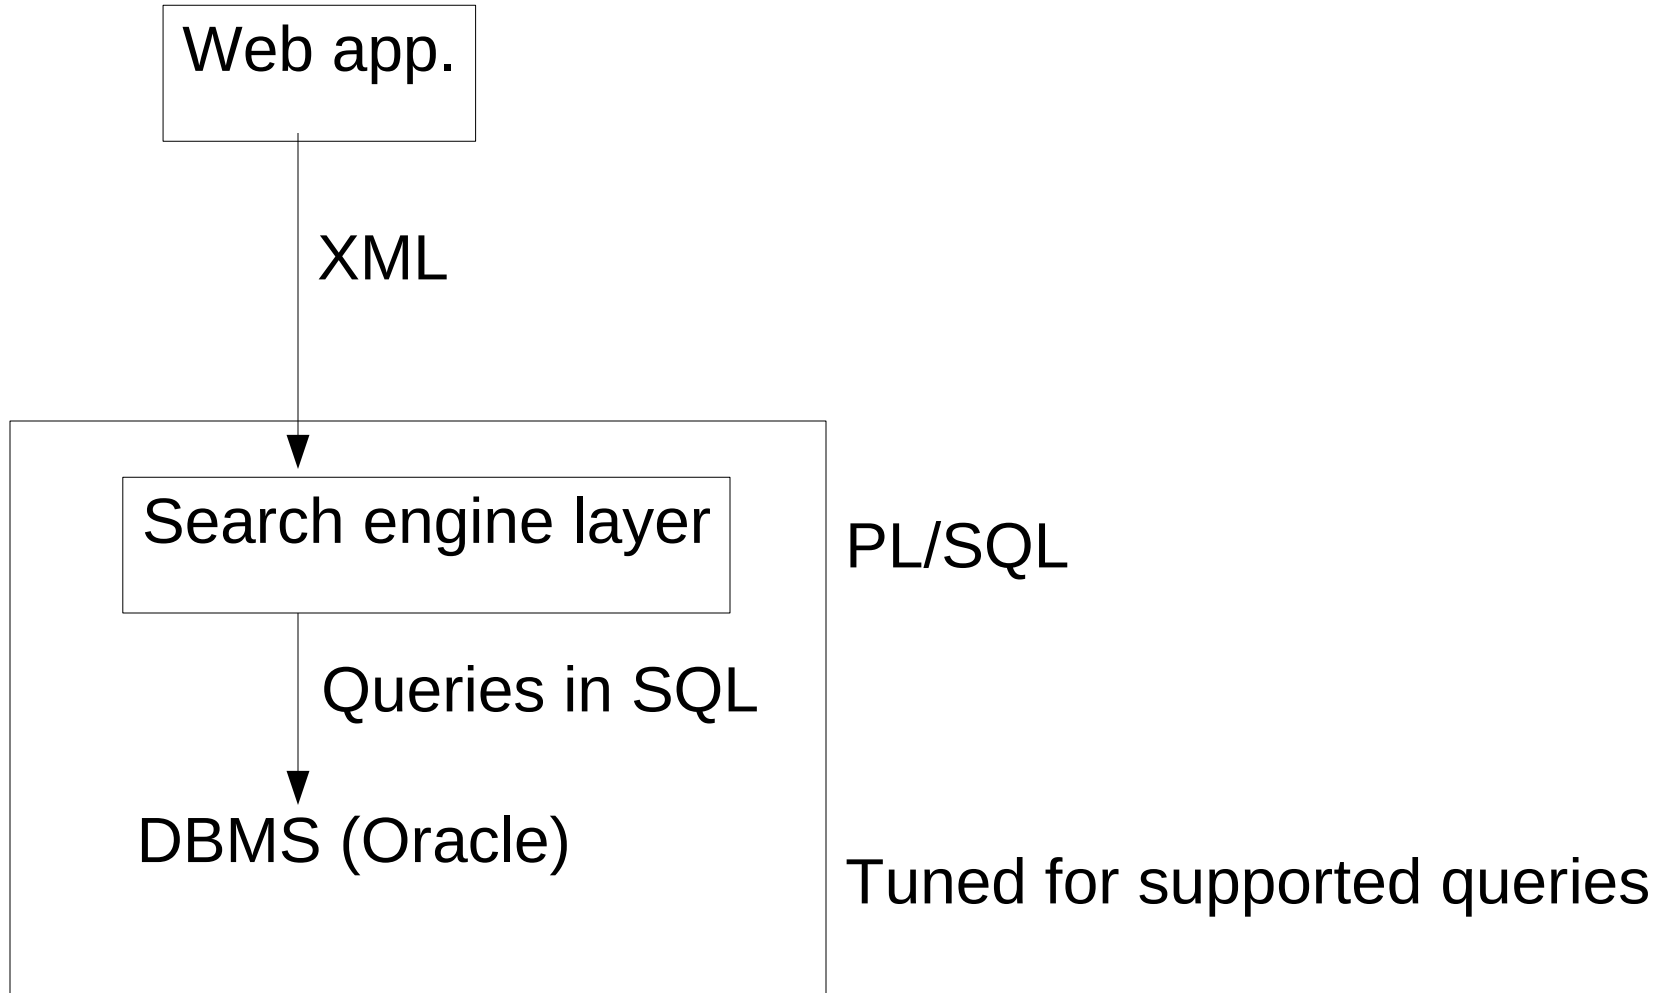 Web app.
XML
Search engine layer
PL/SQL
Queries in SQL
DBMS (Oracle)
Tuned for supported queries